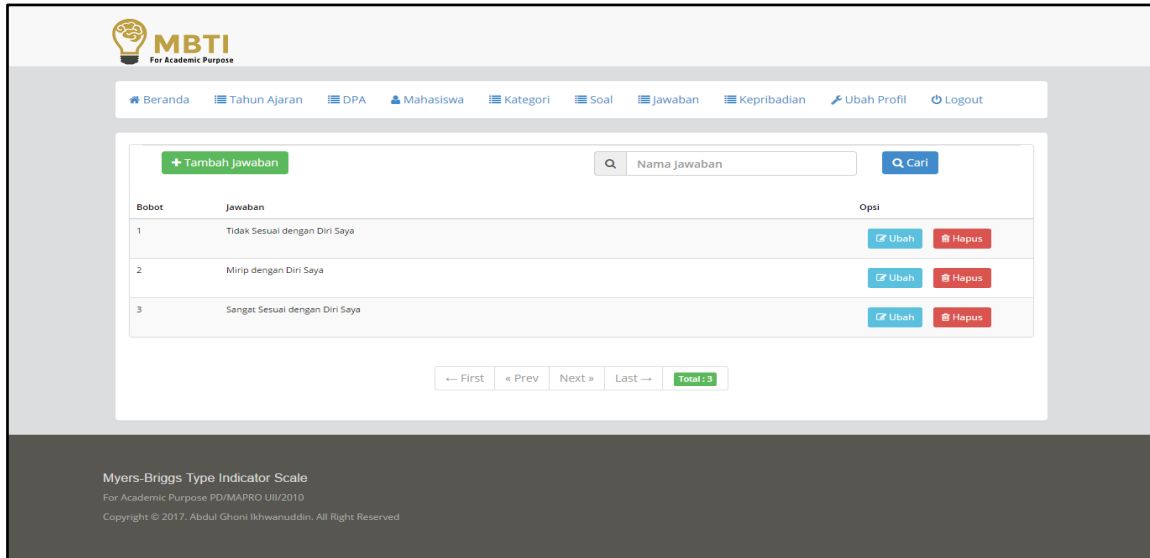 MBTI
For Academic Purpose
Beranda Tahun Ajaran DPA Mahasiswa Kategori Soal Jawaban Kepribadian Ubah Profil Logout
+ Tambah Jawaban Nama Jawaban Cari
Bobot Jawaban Opsi
1 Tidak Sesuai dengan Diri Saya Ubah Hapus
2 Mirip dengan Diri Saya Ubah Hapus
3 Sangat Sesuai dengan Diri Saya Ubah Hapus
← First « Prev Next » Last → Total : 3
Myers-Briggs Type Indicator Scale
For Academic Purpose PD/MAPRO UII/2010
Copyright © 2017. Abdul Ghoni Ikhwanuddin. All Right Reserved